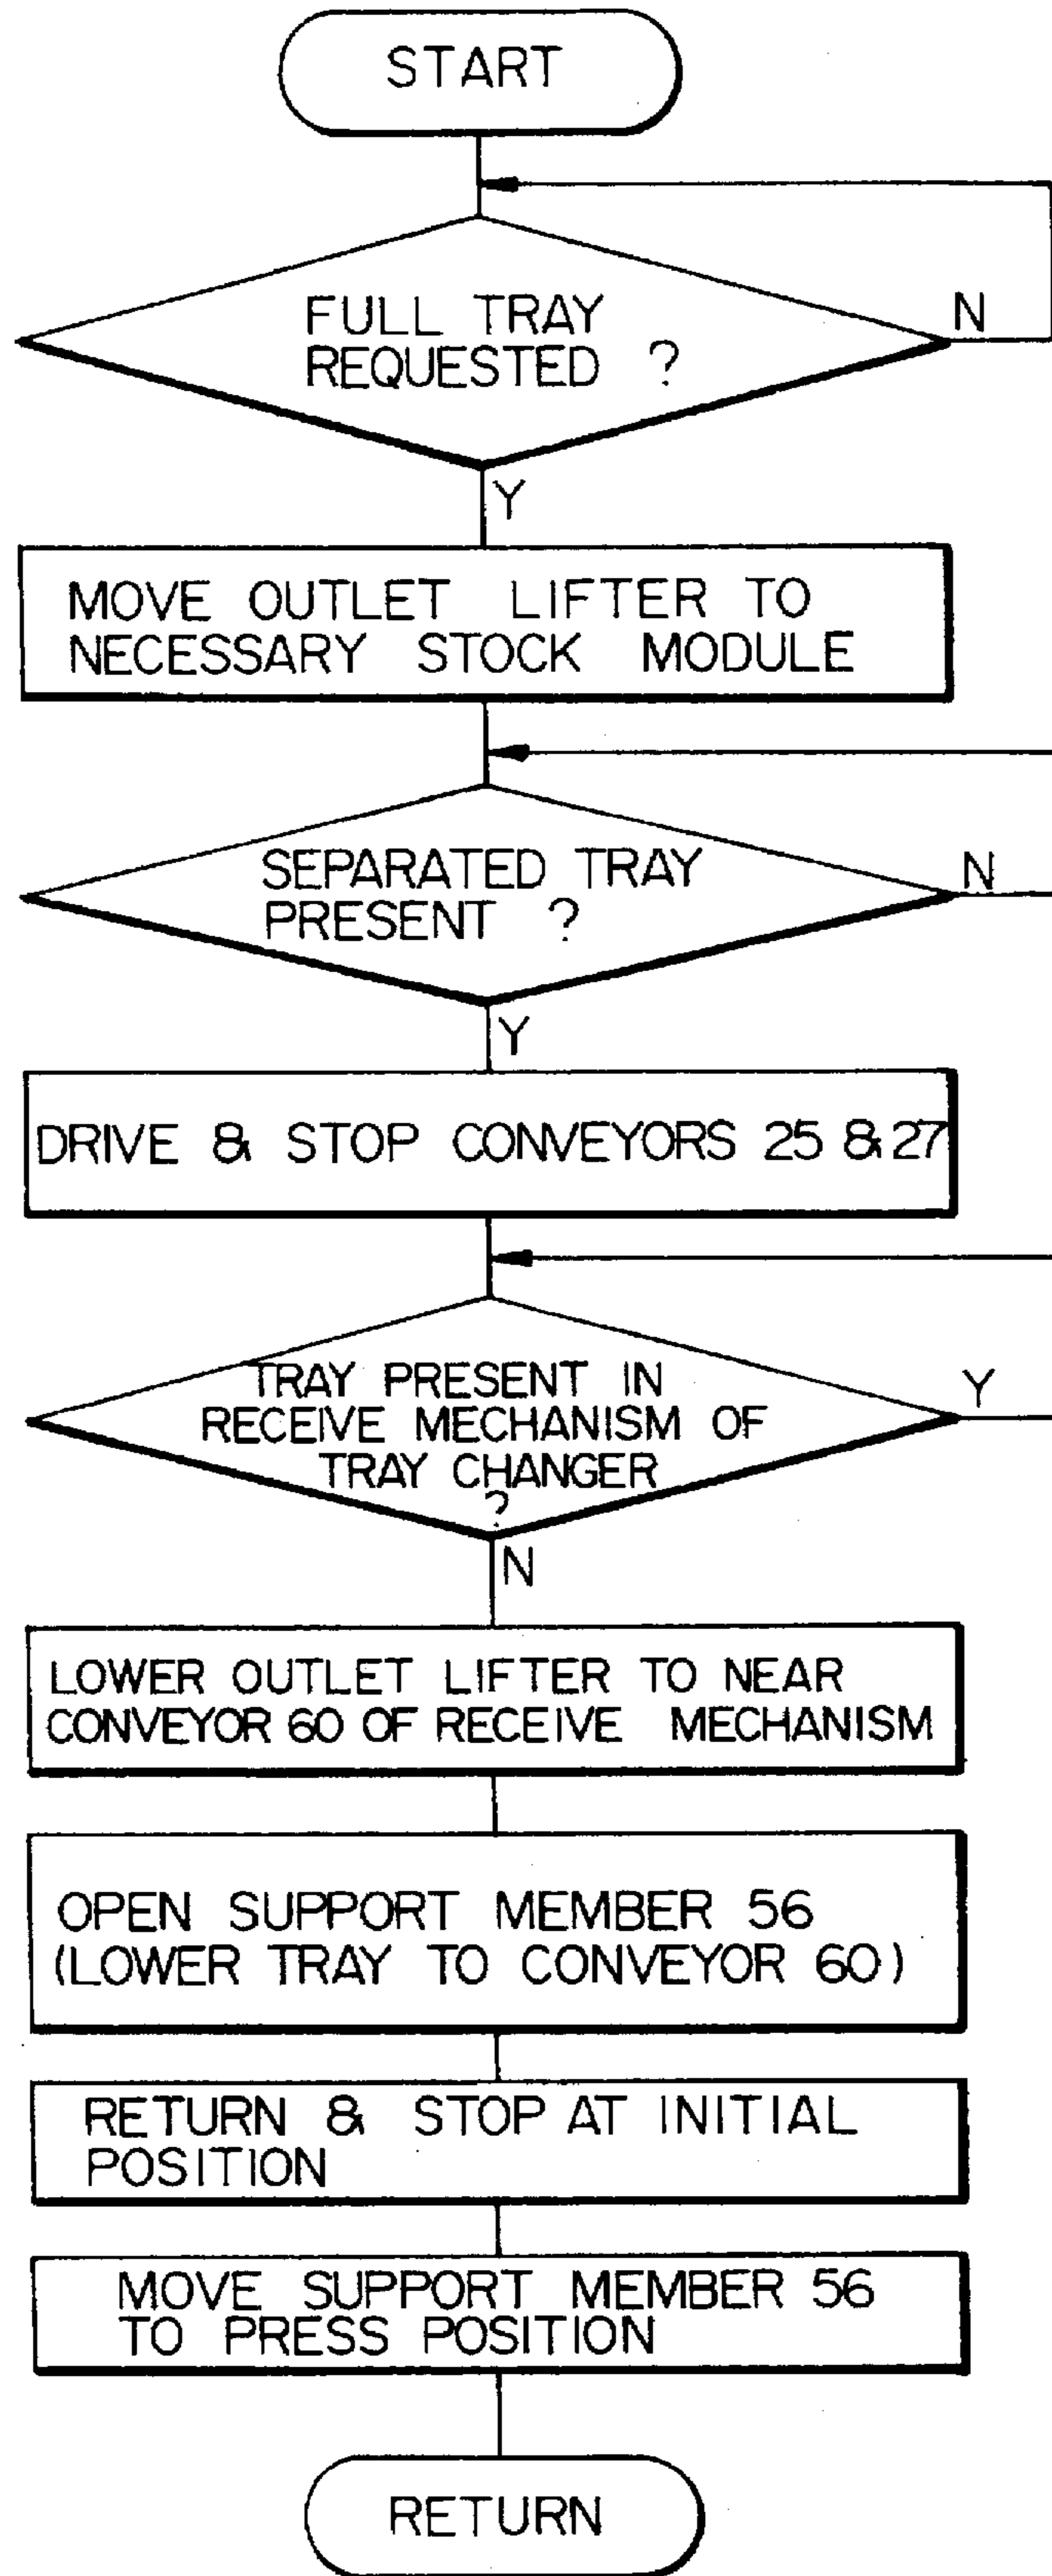 START
FULL TRAY
REQUESTED ?
N
Y
MOVE OUTLET LIFTER TO
NECESSARY STOCK MODULE
SEPARATED TRAY
PRESENT ?
N
Y
DRIVE & STOP CONVEYORS 25 & 27
TRAY PRESENT IN
RECEIVE MECHANISM OF
TRAY CHANGER
?
Y
N
LOWER OUTLET LIFTER TO NEAR
CONVEYOR 60 OF RECEIVE MECHANISM
OPEN SUPPORT MEMBER 56
(LOWER TRAY TO CONVEYOR 60)
RETURN & STOP AT INITIAL
POSITION
MOVE SUPPORT MEMBER 56
TO PRESS POSITION
RETURN